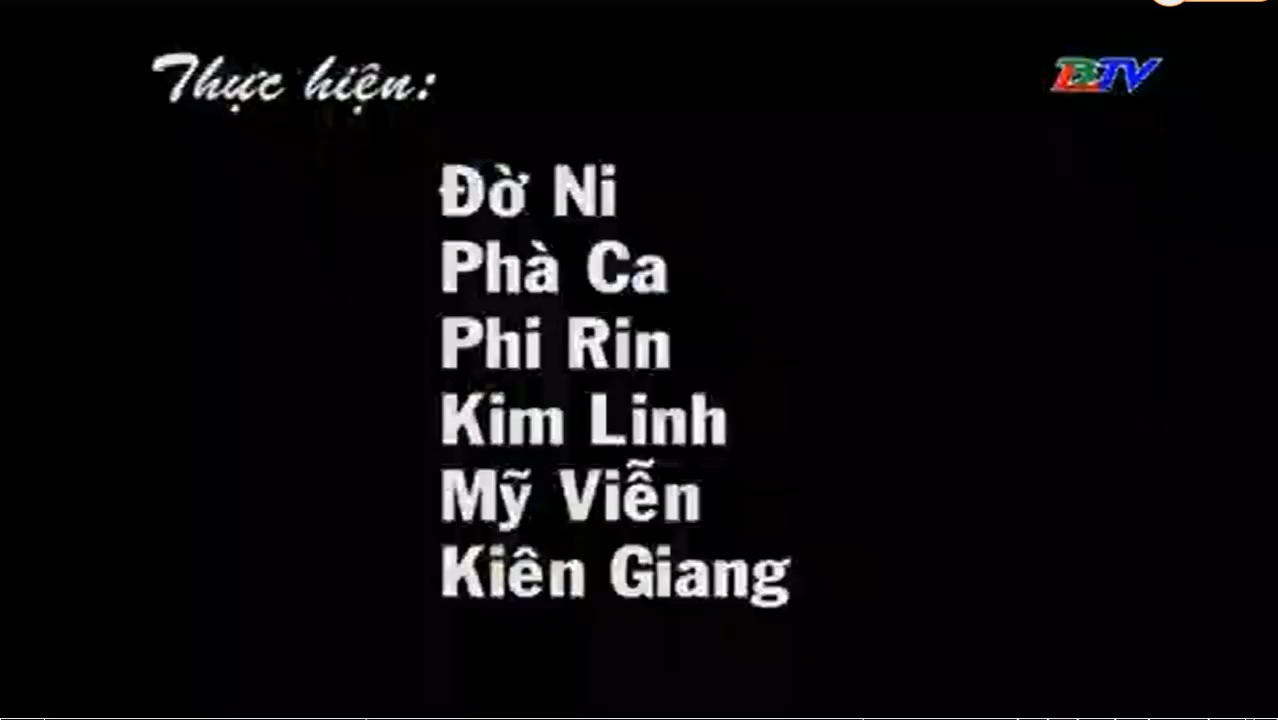 Thực hiện:
BTV
Đờ Ni
Phà Ca
Phi Rin
Kim Linh
Mỹ Viễn
Kiên Giang